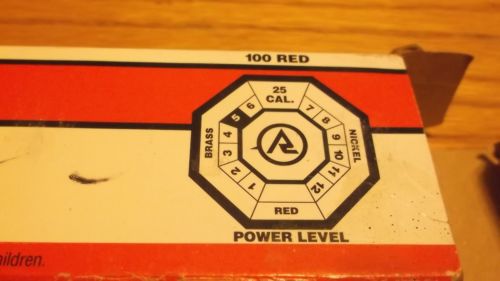 100 RED
25
CAL.
BRASS
1 2 3 4 5 6
7 8 9 10 11 12
NICKEL
RED
POWER LEVEL
hildren.